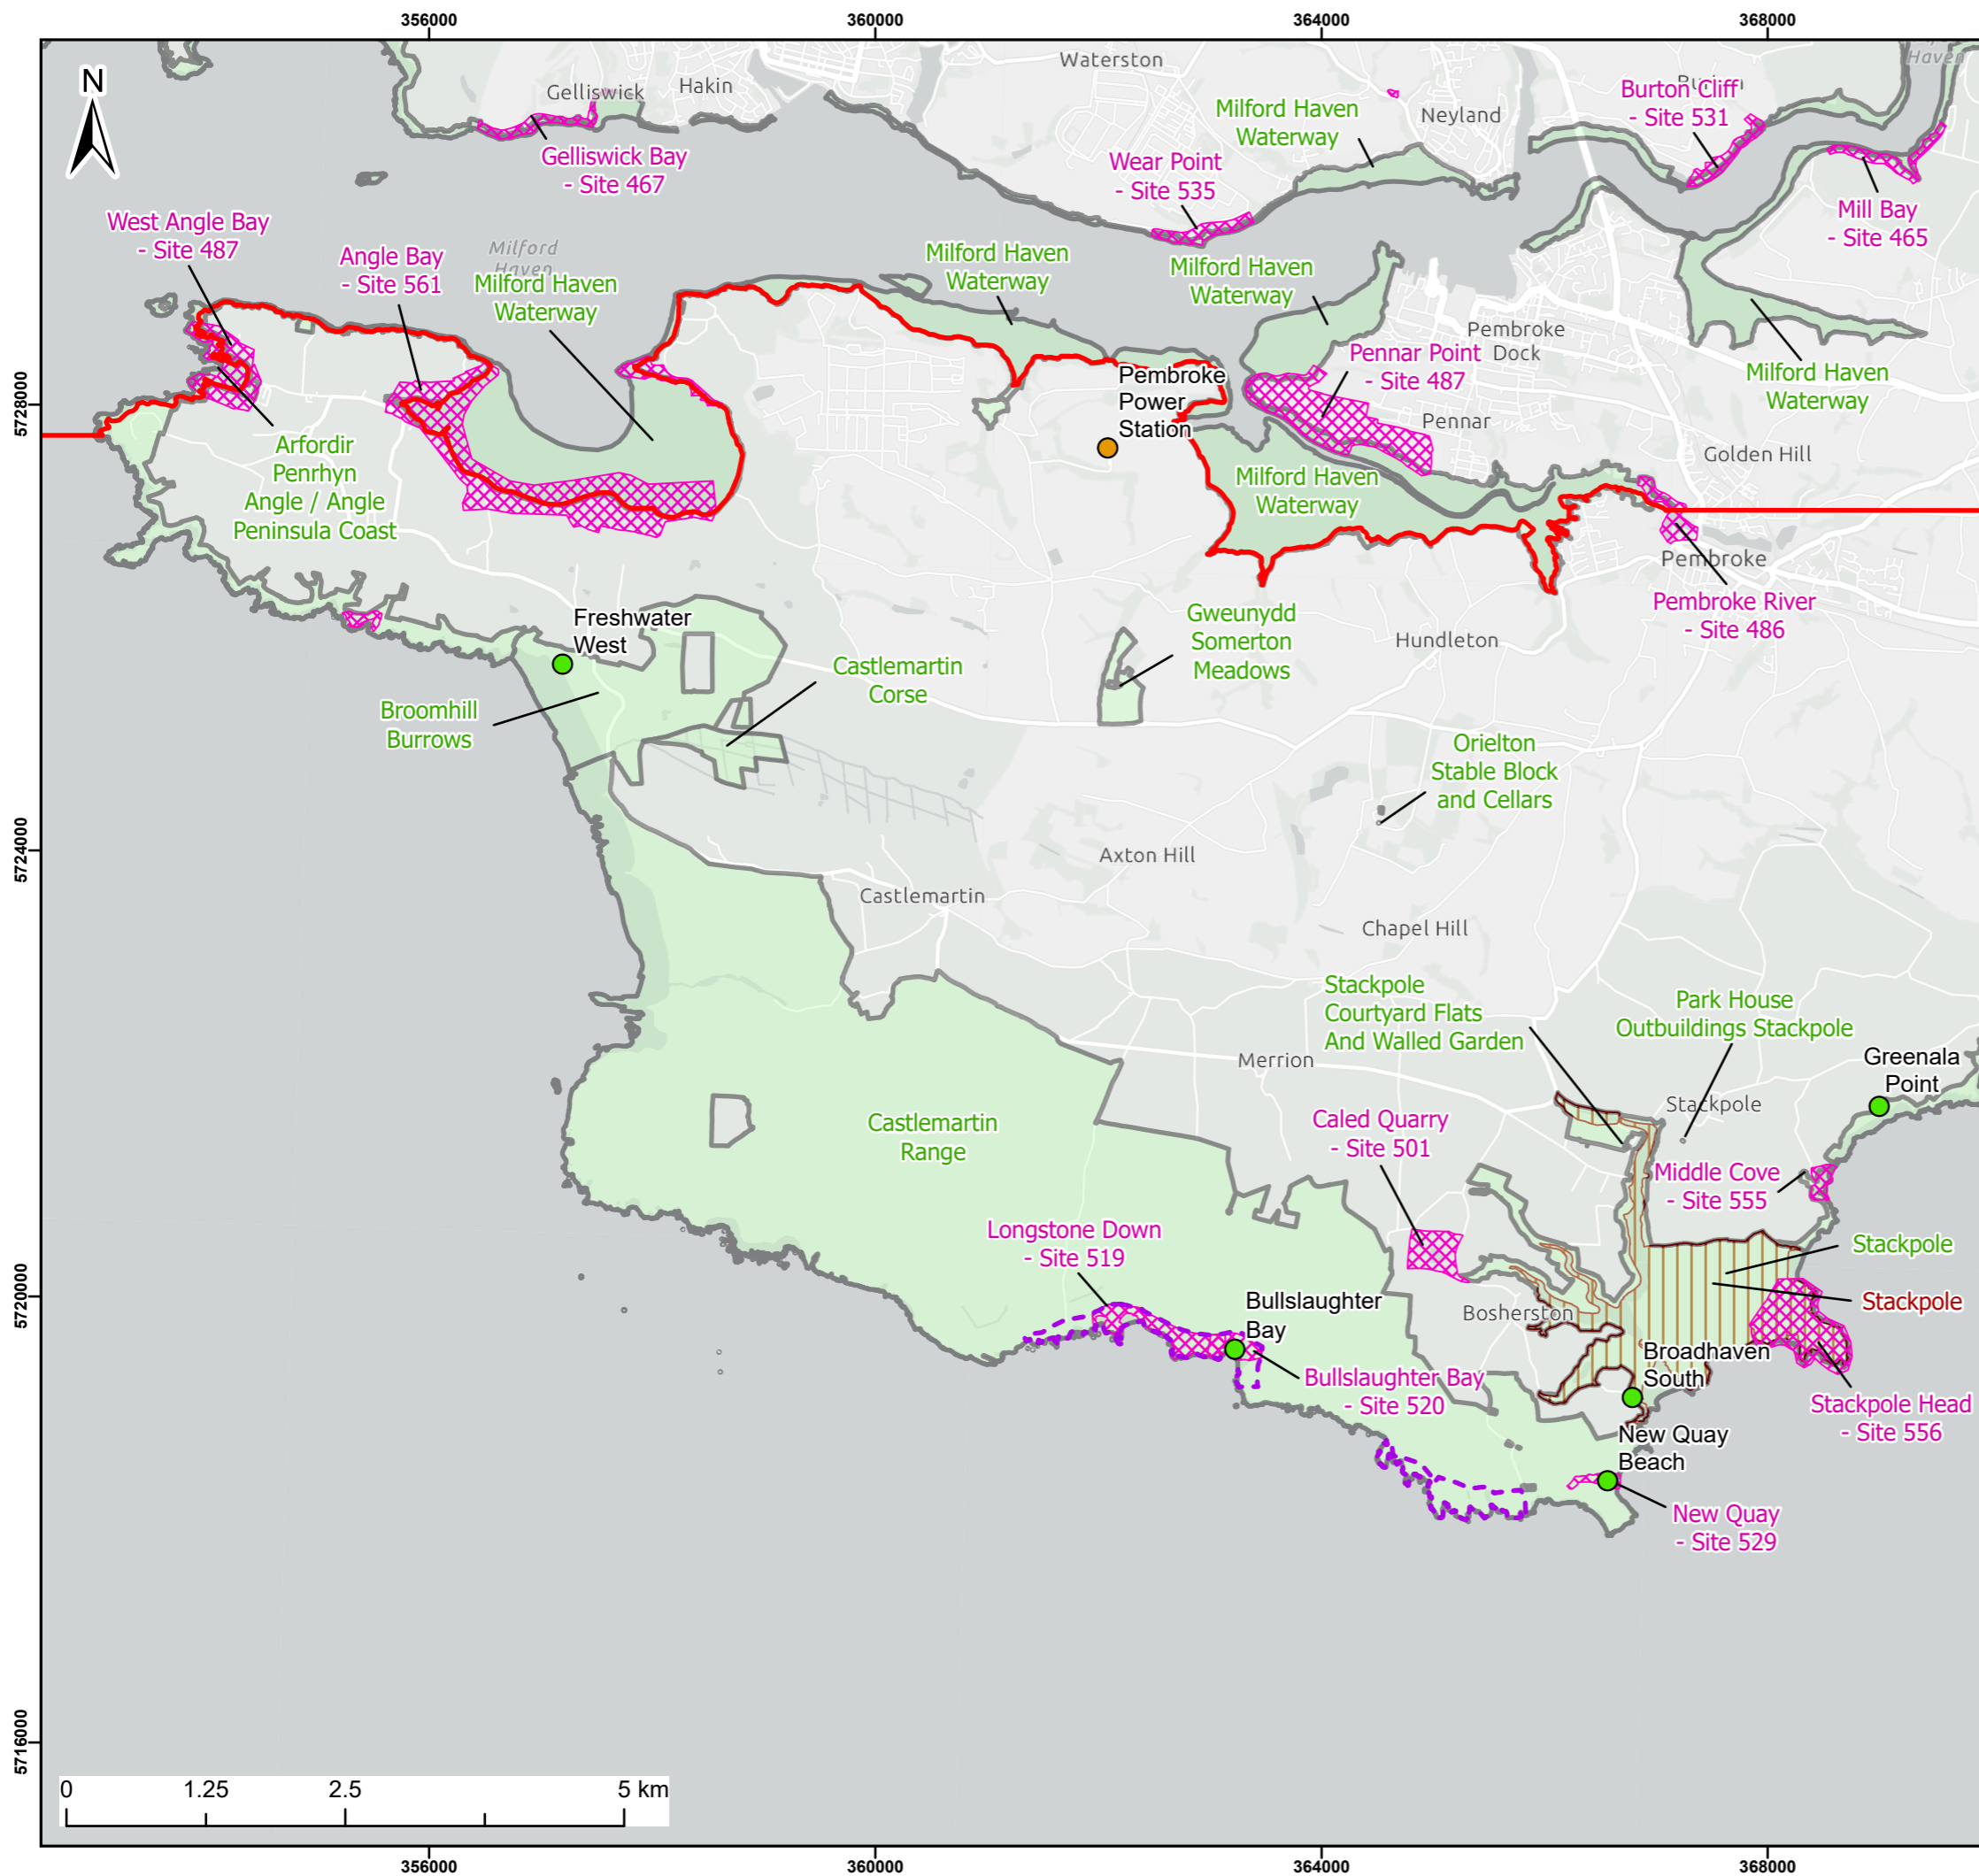 356000
360000
364000
368000
N
Waterston
Haven
Gelliswick
Hakin
Milford Haven
Waterway
Neyland
Burton Cliff
- Site 531
Gelliswick Bay
- Site 467
Wear Point
- Site 535
Mill Bay
- Site 465
West Angle Bay
- Site 487
Angle Bay
- Site 561
Milford
Haven
Milford Haven
Waterway
Milford Haven
Waterway
Milford Haven
Waterway
Pembroke
Dock
Pennar Point
- Site 487
Milford Haven
Waterway
Pembroke
Power
Station
5728000
Pennar
Arfordir
Penrhyn
Angle / Angle
Peninsula Coast
Golden Hill
Milford Haven
Waterway
Pembroke
Pembroke River
- Site 486
Freshwater
West
Gweunydd
Somerton
Meadows
Hundleton
Castlemartin
Corse
Broomhill
Burrows
Orielton
Stable Block
and Cellars
5724000
Axton Hill
Castlemartin
Chapel Hill
Stackpole
Courtyard Flats
And Walled Garden
Park House
Outbuildings Stackpole
Merrion
Greenala
Point
Stackpole
Castlemartin
Range
Caled Quarry
- Site 501
Middle Cove
- Site 555
Longstone Down
- Site 519
Stackpole
5720000
Bullslaughter
Bay
Bosherston
Stackpole
Broadhaven
South
Bullslaughter Bay
- Site 520
Stackpole Head
- Site 556
New Quay
Beach
New Quay
- Site 529
5716000
0 1.25 2.5 5 km
356000
360000
364000
368000